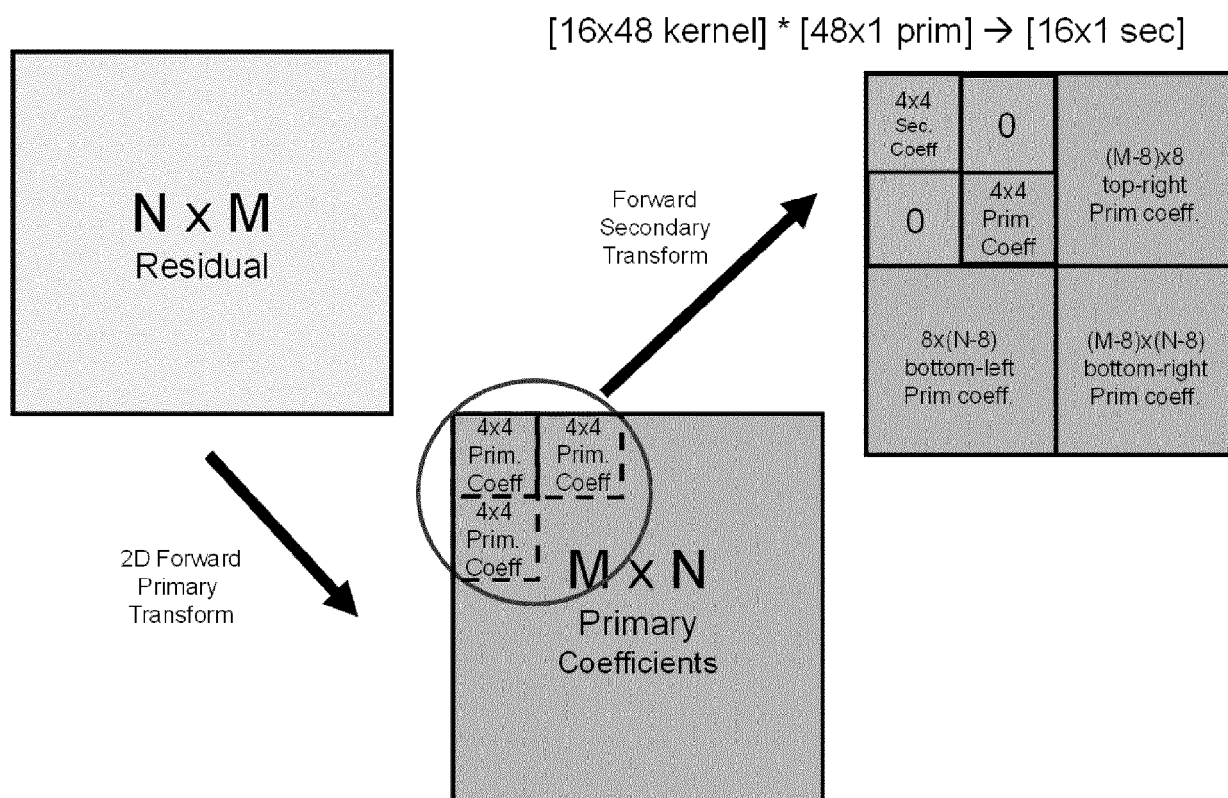 [16x48 kernel] * [48x1 prim] → [16x1 sec]
N x M
Residual
2D Forward
Primary
Transform
4x4
Prim.
Coeff
4x4
Prim.
Coeff
4x4
Prim.
Coeff
M x N
Primary
Coefficients
Forward
Secondary
Transform
4x4
Sec.
Coeff
0
(M-8)x8
top-right
Prim coeff.
0
4x4
Prim
Coeff
8x(N-8)
bottom-left
Prim coeff.
(M-8)x(N-8)
bottom-right
Prim coeff.